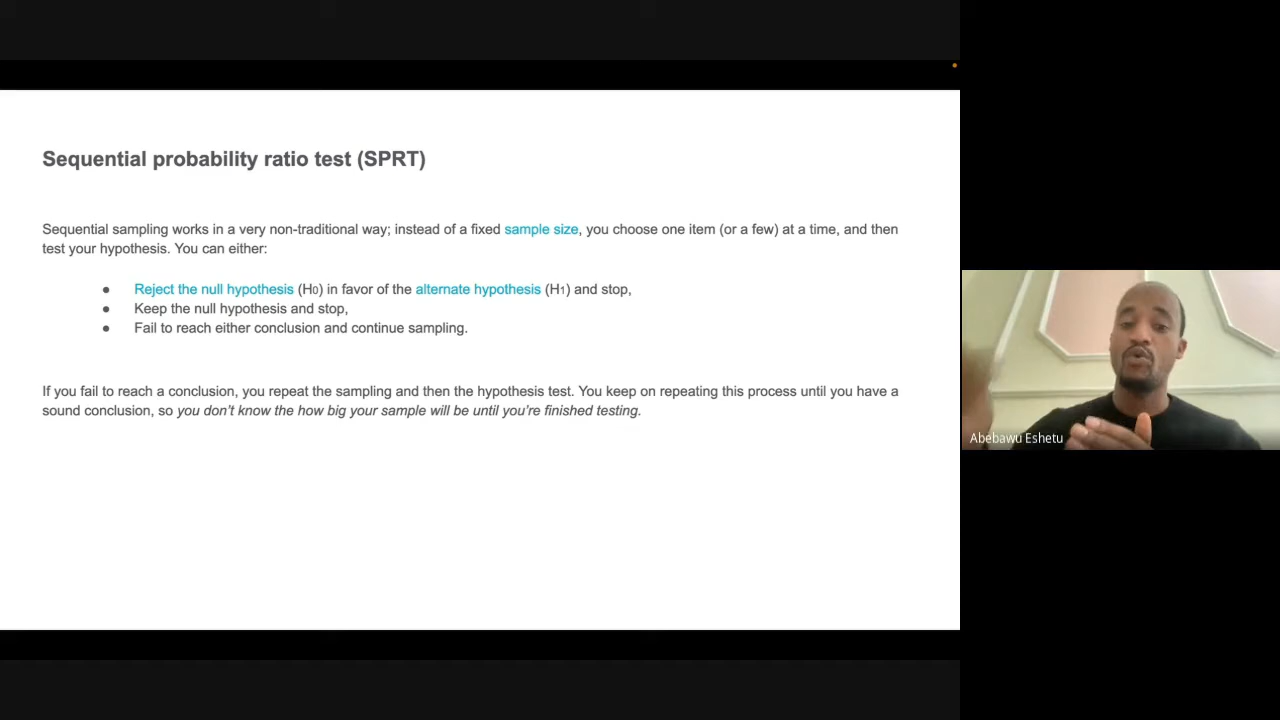 Sequential probability ratio test (SPRT)
Sequential sampling works in a very non-traditional way; instead of a fixed sample size, you choose one item (or a few) at a time, and then
test your hypothesis. You can either:
● Reject the null hypothesis (H0) in favor of the alternate hypothesis (H1) and stop,
● Keep the null hypothesis and stop,
● Fail to reach either conclusion and continue sampling.
If you fail to reach a conclusion, you repeat the sampling and then the hypothesis test. You keep on repeating this process until you have a
sound conclusion, so you don’t know the how big your sample will be until you’re finished testing.
Abebawu Eshetu